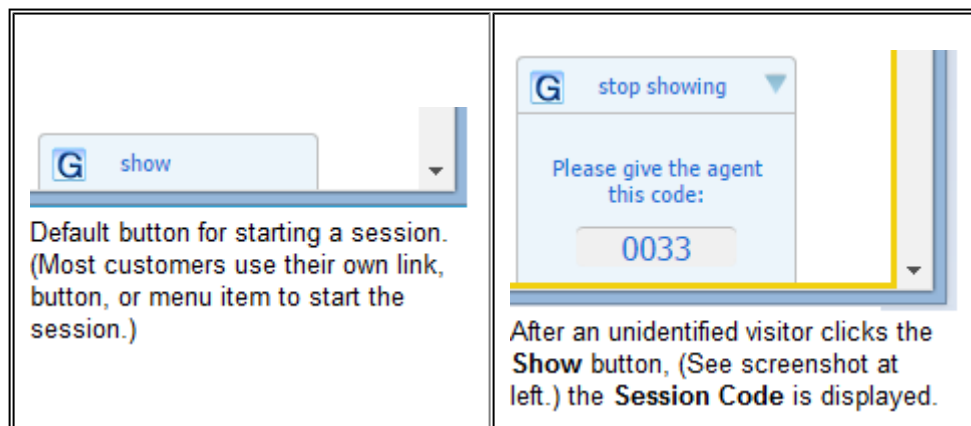 G show
Default button for starting a session.
(Most customers use their own link,
button, or menu item to start the
session.)
G stop showing
Please give the agent
this code:
0033
After an unidentified visitor clicks the
Show button, (See screenshot at
left.) the Session Code is displayed.